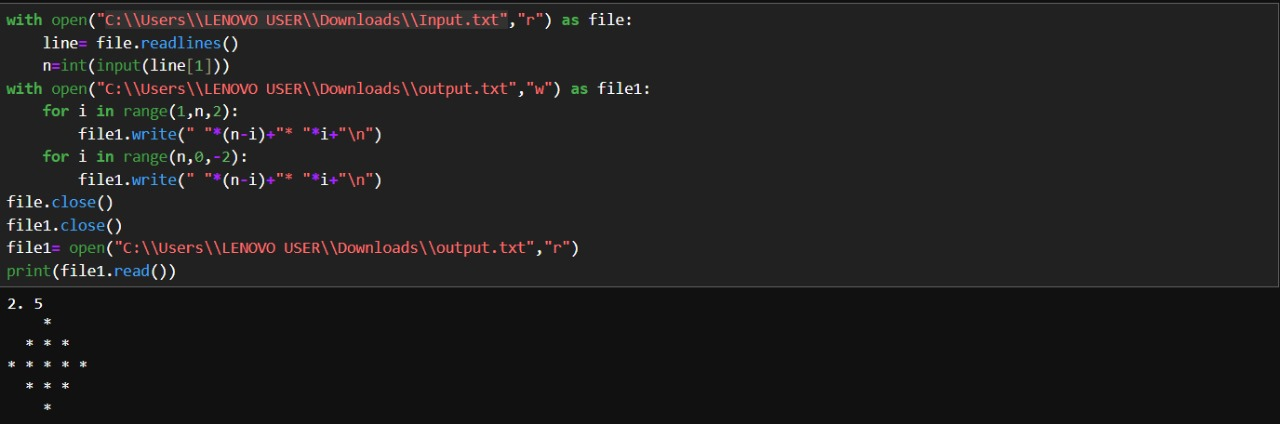 with open("C:\\Users\\LENOVO USER\\Downloads\\Input.txt","r") as file:
    line= file.readlines()
    n=int(input(line[1]))
with open("C:\\Users\\LENOVO USER\\Downloads\\output.txt","w") as file1:
    for i in range(1,n,2):
        file1.write(" "*(n-i)+"* "*i+"\n")
    for i in range(n,0,-2):
        file1.write(" "*(n-i)+"* "*i+"\n")
file.close()
file1.close()
file1= open("C:\\Users\\LENOVO USER\\Downloads\\output.txt","r")
print(file1.read())
2. 5
    *
  * * *
* * * * *
  * * *
    *